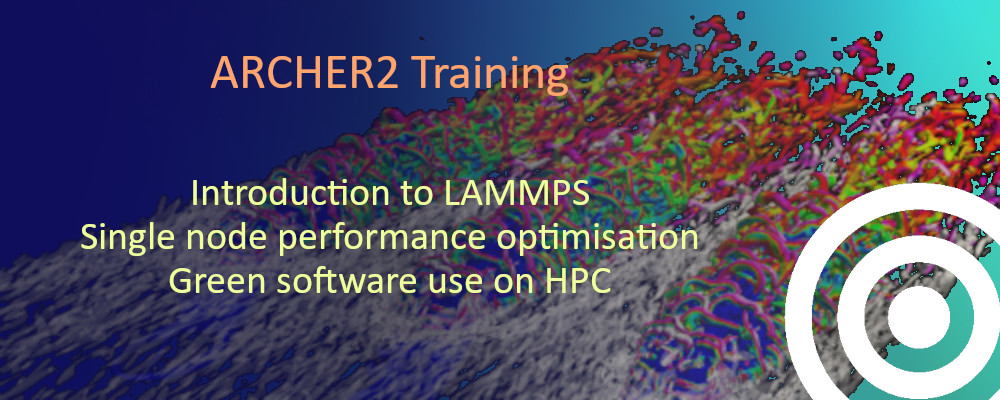 ARCHER2 Training
Introduction to LAMMPS
Single node performance optimisation
Green software use on HPC